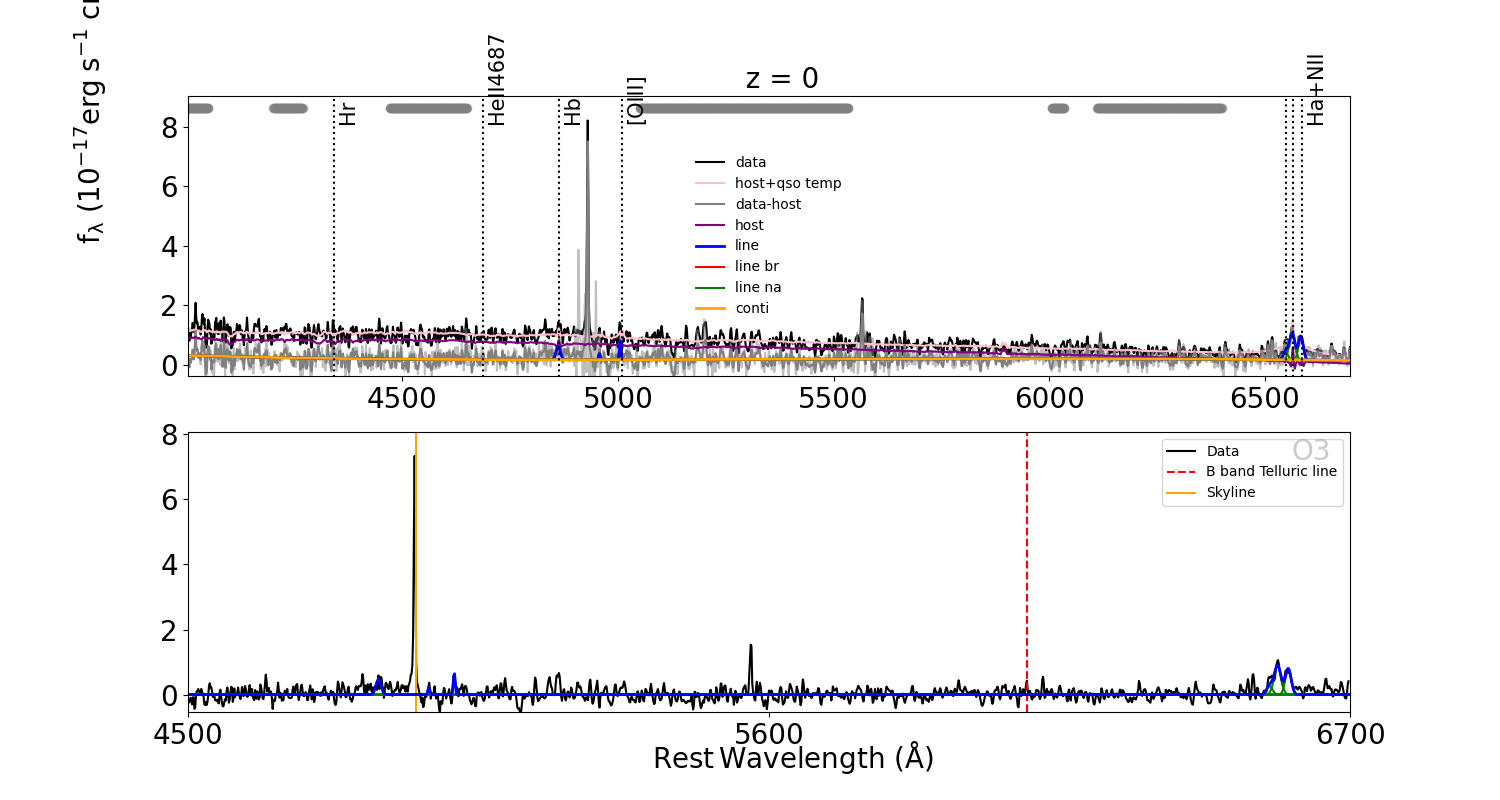 z = 0
f_λ (10^−17 erg s^−1 c
Hr
HeII4687
Hb
[OIII]
Ha+NII
8
6
4
2
0
data
host+qso temp
data-host
host
line
line br
line na
conti
4500
5000
5500
6000
6500
8
6
4
2
0
O3
Data
B band Telluric line
Skyline
4500
5600
6700
Rest Wavelength (Å)